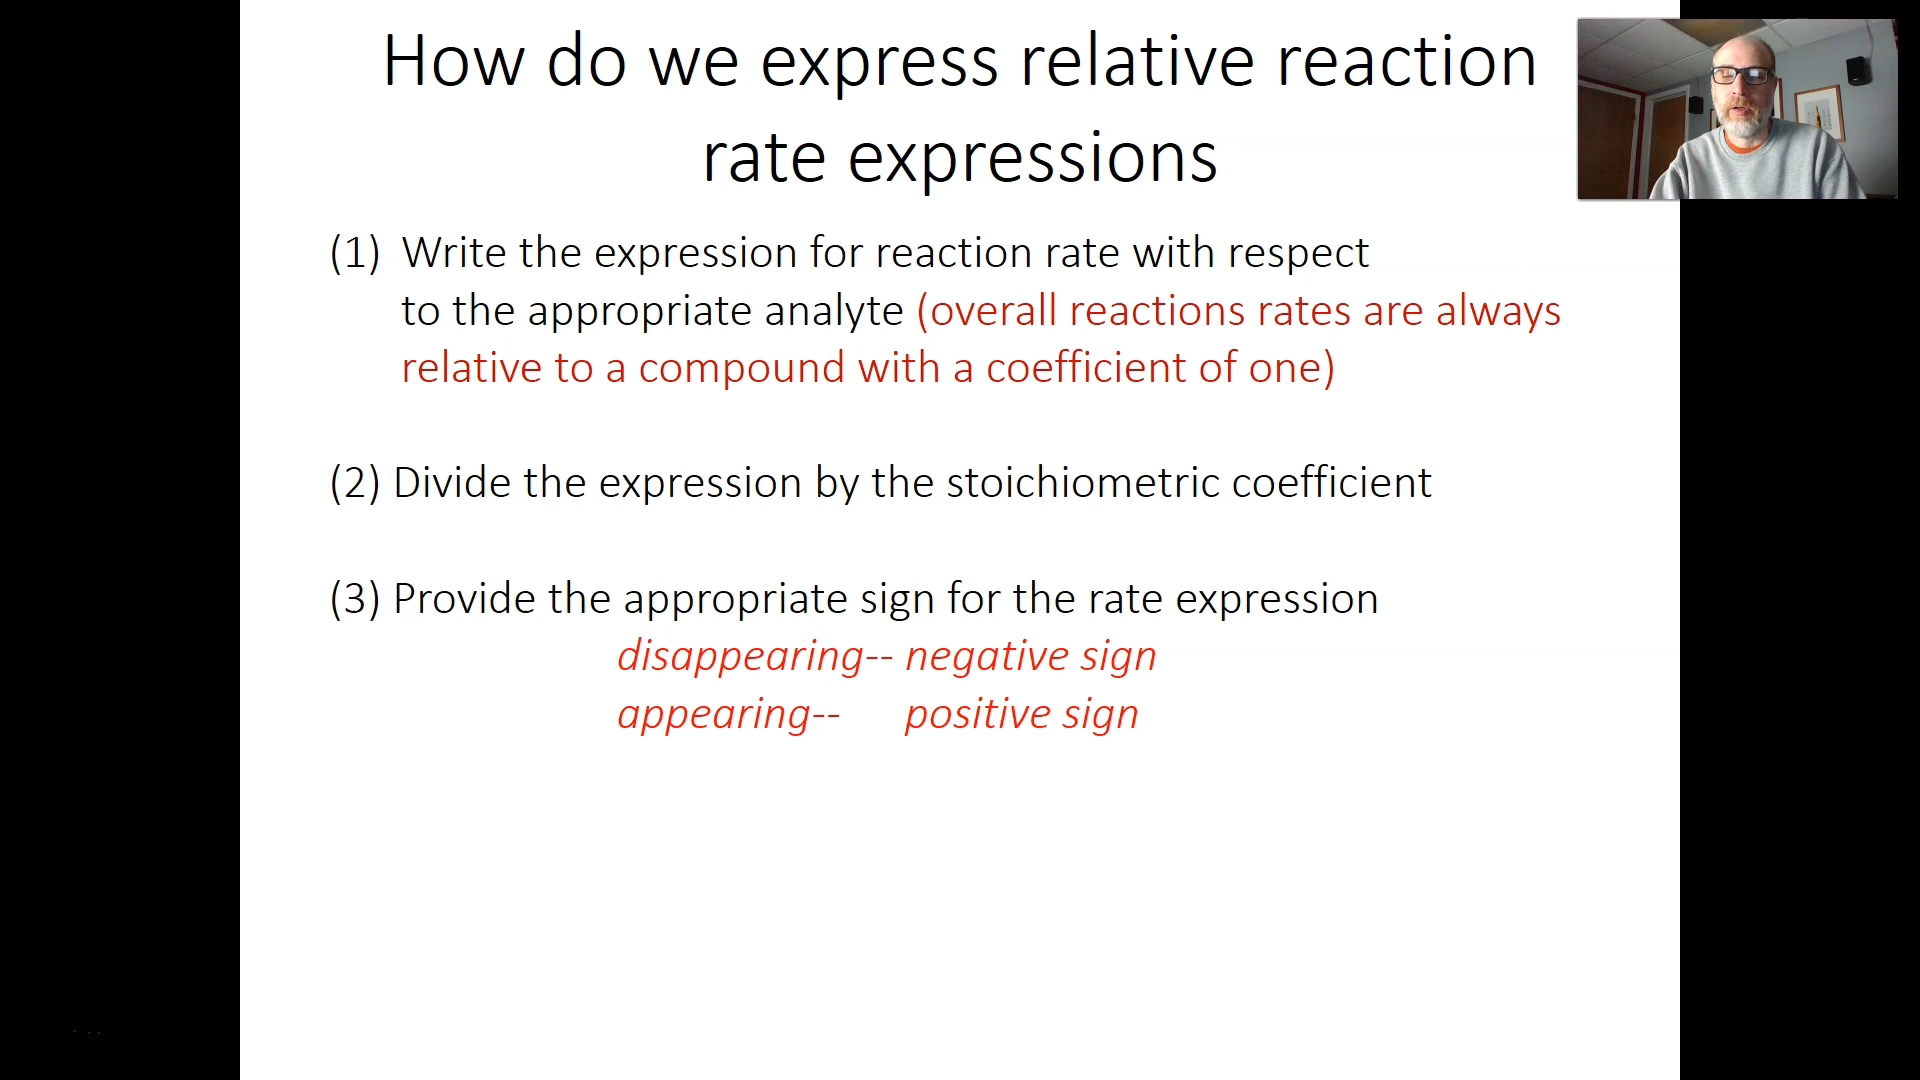 How do we express relative reaction
rate expressions
(1) Write the expression for reaction rate with respect
to the appropriate analyte (overall reactions rates are always
relative to a compound with a coefficient of one)
(2) Divide the expression by the stoichiometric coefficient
(3) Provide the appropriate sign for the rate expression
disappearing-- negative sign
appearing-- positive sign